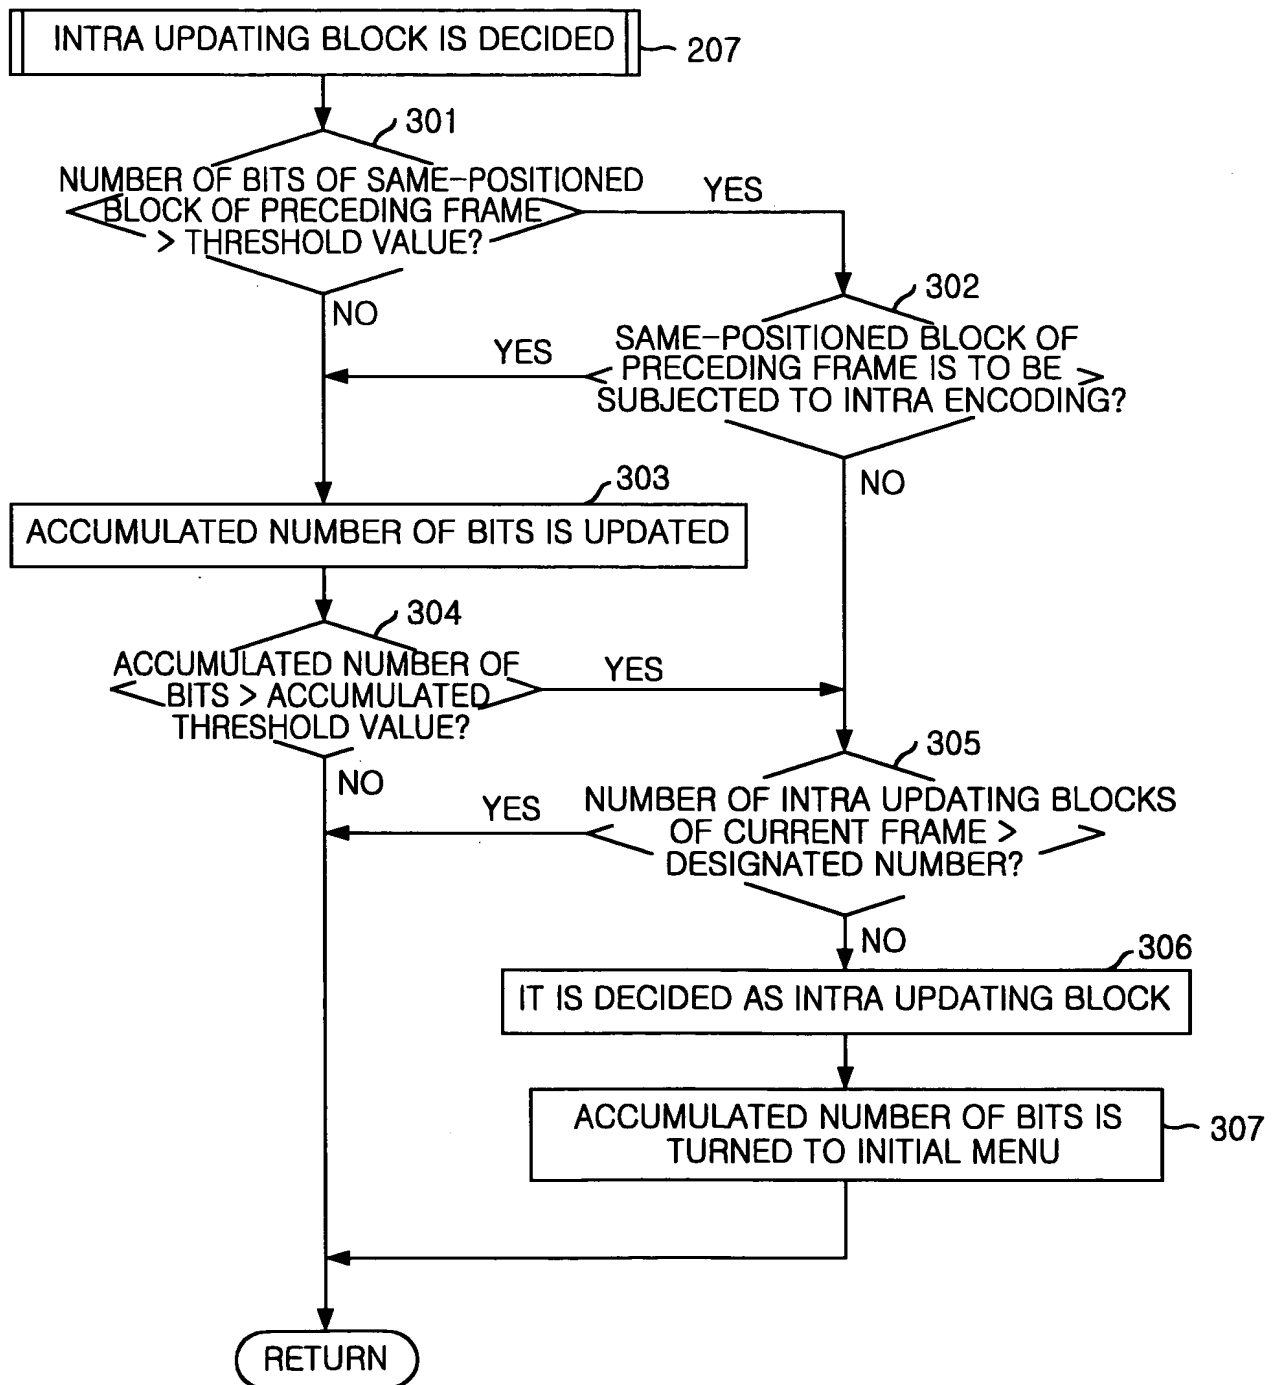 INTRA UPDATING BLOCK IS DECIDED
207
301
NUMBER OF BITS OF SAME-POSITIONED
BLOCK OF PRECEDING FRAME
> THRESHOLD VALUE?
YES
NO
302
SAME-POSITIONED BLOCK OF
PRECEDING FRAME IS TO BE
SUBJECTED TO INTRA ENCODING?
YES
NO
303
ACCUMULATED NUMBER OF BITS IS UPDATED
304
ACCUMULATED NUMBER OF
BITS > ACCUMULATED
THRESHOLD VALUE?
YES
NO
305
NUMBER OF INTRA UPDATING BLOCKS
OF CURRENT FRAME >
DESIGNATED NUMBER?
YES
NO
306
IT IS DECIDED AS INTRA UPDATING BLOCK
ACCUMULATED NUMBER OF BITS IS
TURNED TO INITIAL MENU
307
RETURN